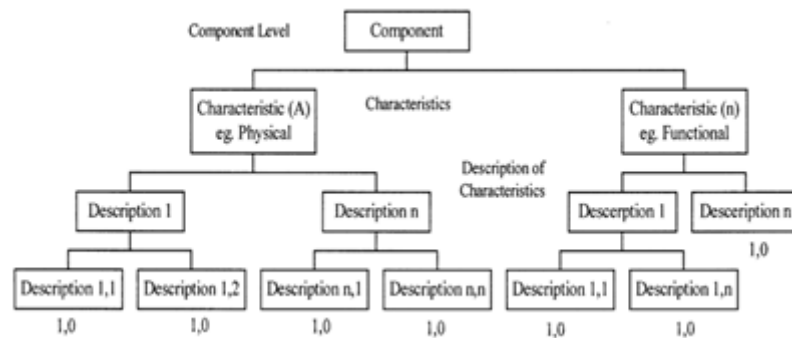 Component Level
Component
Characteristic (A)
eg. Physical
Characteristics
Characteristic (n)
eg. Functional
Description of
Characteristics
Description 1
Description n
Descerption 1
Desceription n
1,0
Description 1,1
Description 1,2
Description n,1
Description n,n
Description 1,1
Description 1,n
1,0
1,0
1,0
1,0
1,0
1,0